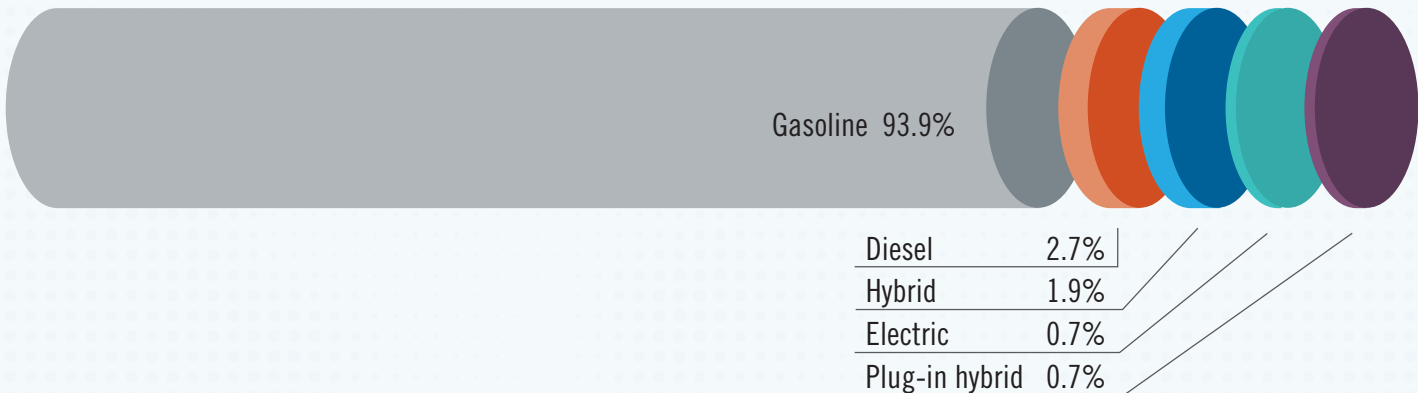 Gasoline 93.9%
Diesel 2.7%
Hybrid 1.9%
Electric 0.7%
Plug-in hybrid 0.7%